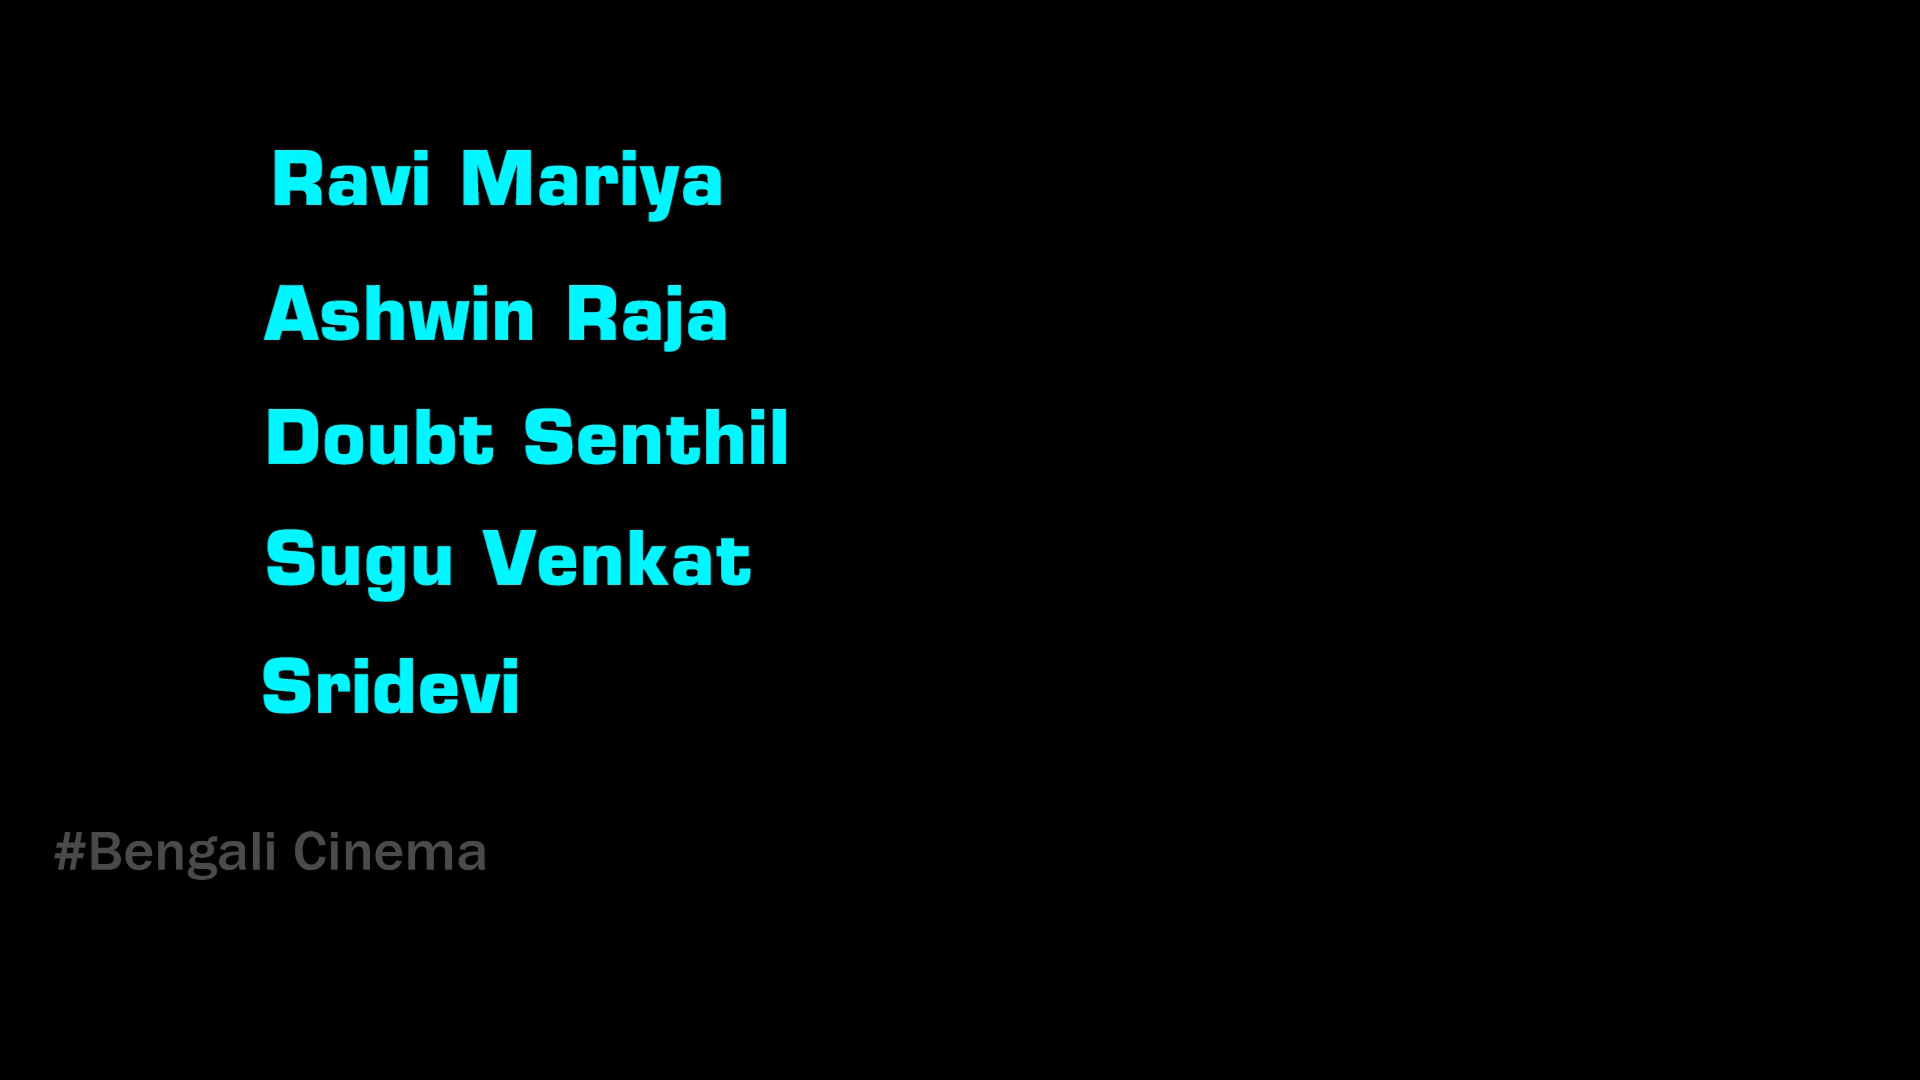 Ravi Mariya
Ashwin Raja
Doubt Senthil
Sugu Venkat
Sridevi
#Bengali Cinema